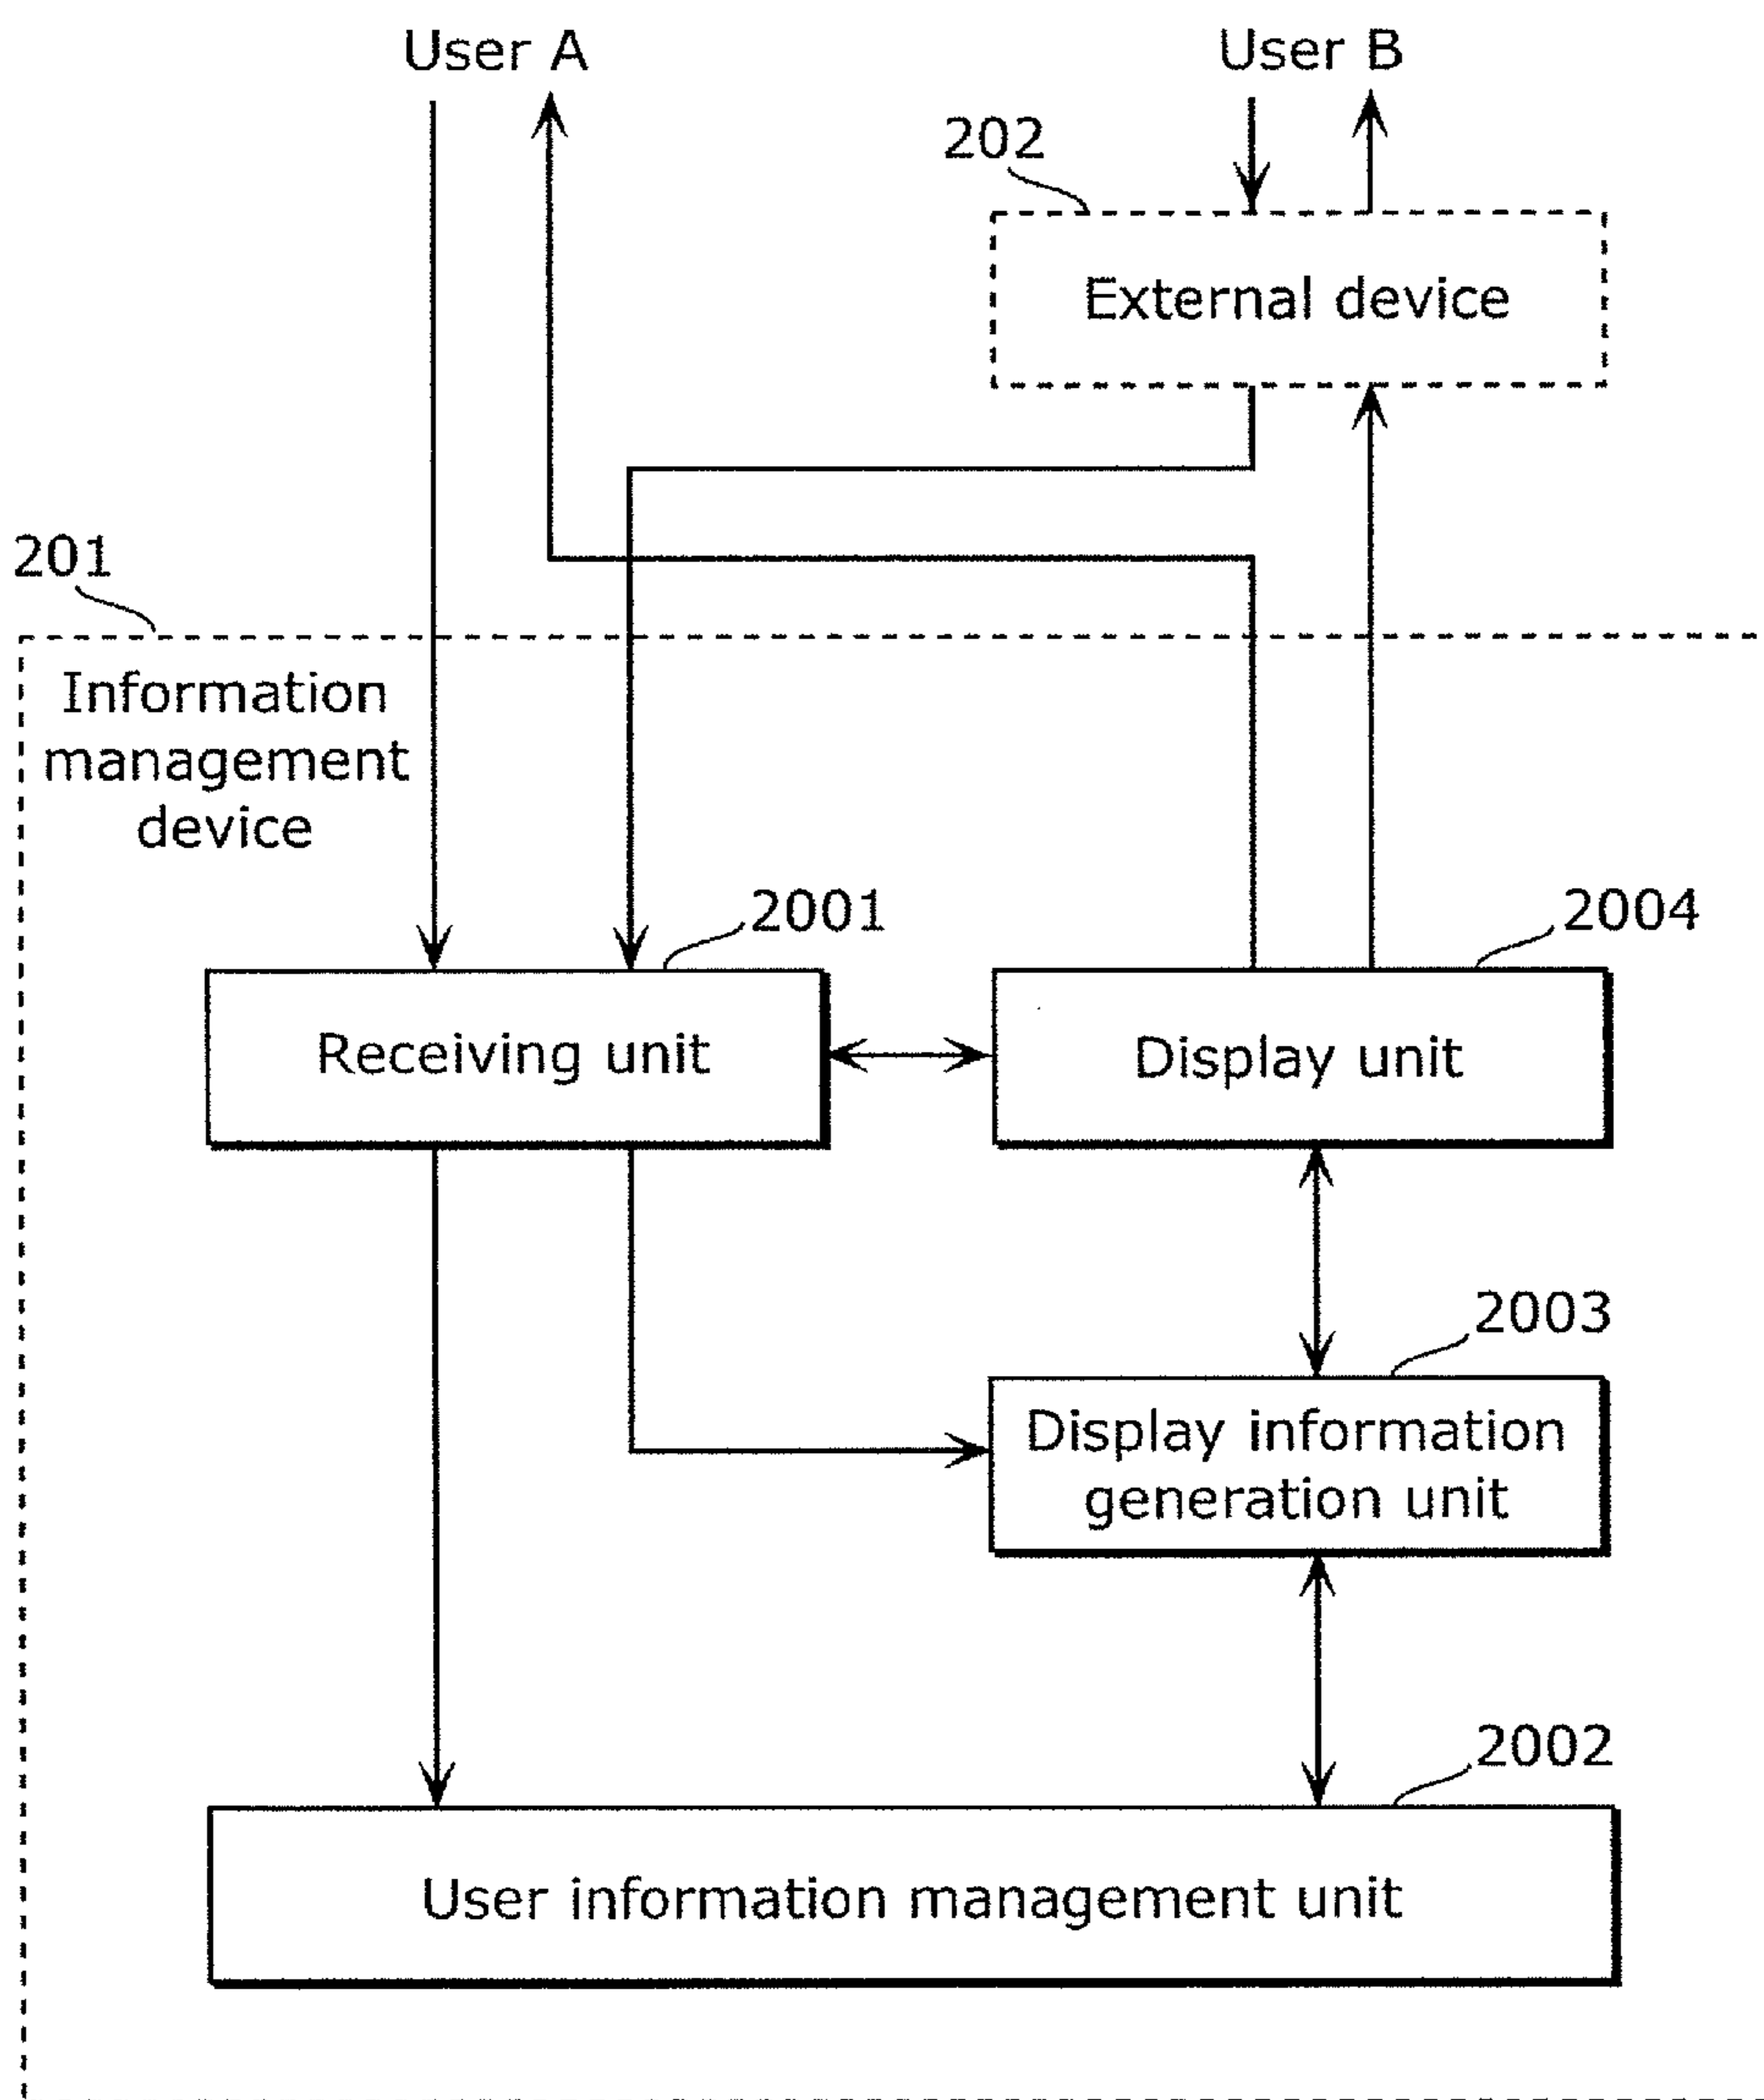 User A
User B
202
External device
201
Information
management
device
2001
2004
Receiving unit
Display unit
2003
Display information
generation unit
2002
User information management unit